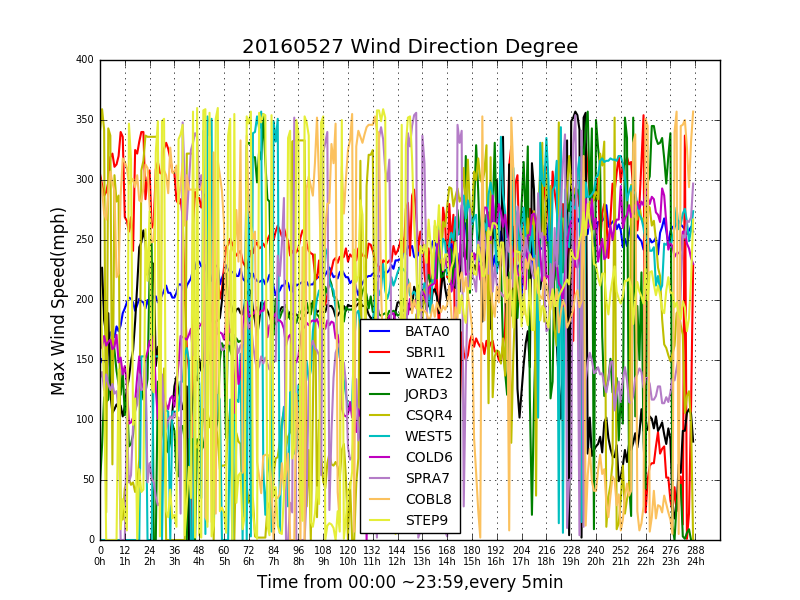 20160527 Wind Direction Degree
Max Wind Speed(mph)
400
350
300
250
200
150
100
50
0
BATA0
SBRI1
WATE2
JORD3
CSQR4
WEST5
COLD6
SPRA7
COBL8
STEP9
0 12 24 36 48 60 72 84 96 108 120 132 144 156 168 180 192 204 216 228 240 252 264 276 288
0h 1h 2h 3h 4h 5h 6h 7h 8h 9h 10h 11h 12h 13h 14h 15h 16h 17h 18h 19h 20h 21h 22h 23h 24h
Time from 00:00 ~23:59,every 5min